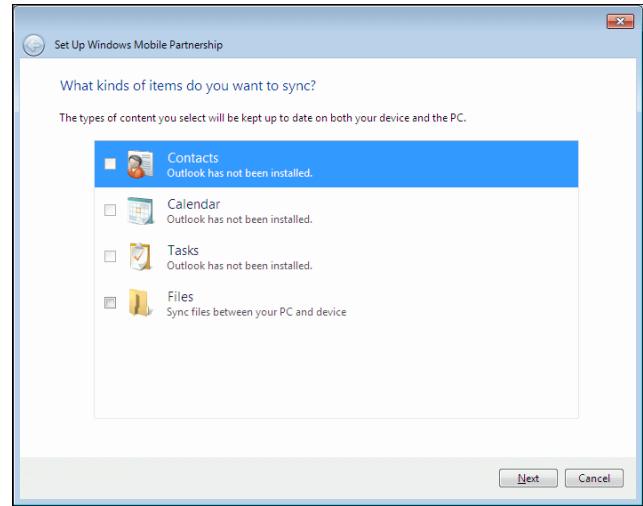 Set Up Windows Mobile Partnership
What kinds of items do you want to sync?
The types of content you select will be kept up to date on both your device and the PC.
Contacts
Outlook has not been installed.
Calendar
Outlook has not been installed.
Tasks
Outlook has not been installed.
Files
Sync files between your PC and device
Next Cancel